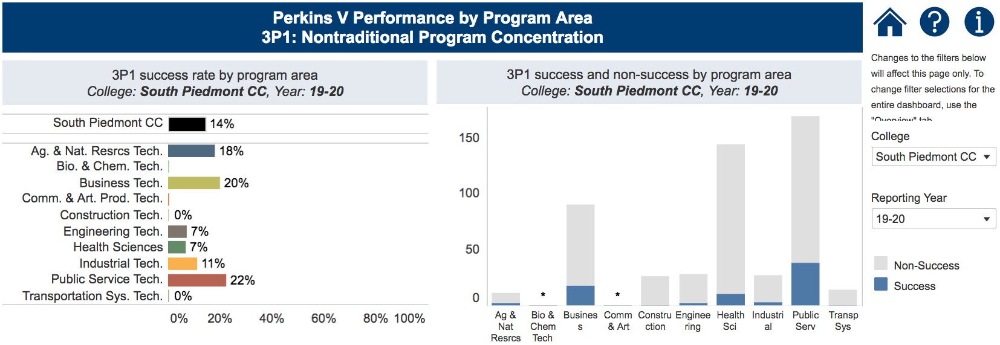 Perkins V Performance by Program Area
3P1: Nontraditional Program Concentration
3P1 success rate by program area
College: South Piedmont CC, Year: 19-20
South Piedmont CC 14%
Ag. & Nat. Resrcs Tech. 18%
Bio. & Chem. Tech.
Business Tech. 20%
Comm. & Art. Prod. Tech.
Construction Tech. 0%
Engineering Tech. 7%
Health Sciences 7%
Industrial Tech. 11%
Public Service Tech. 22%
Transportation Sys. Tech. 0%
0% 20% 40% 60% 80% 100%
3P1 success and non-success by program area
College: South Piedmont CC, Year: 19-20
150
100
50
0
* *
Ag & Bio & Busines Comm Constru Enginee Health Industri Public Transp
Nat Chem s & Art ction ring Sci al Serv Sys
Resrcs Tech
Changes to the filters below
will affect this page only. To
change filter selections for the
entire dashboard, use the
"Overview" tab
College
South Piedmont CC
Reporting Year
19-20
Non-Success
Success